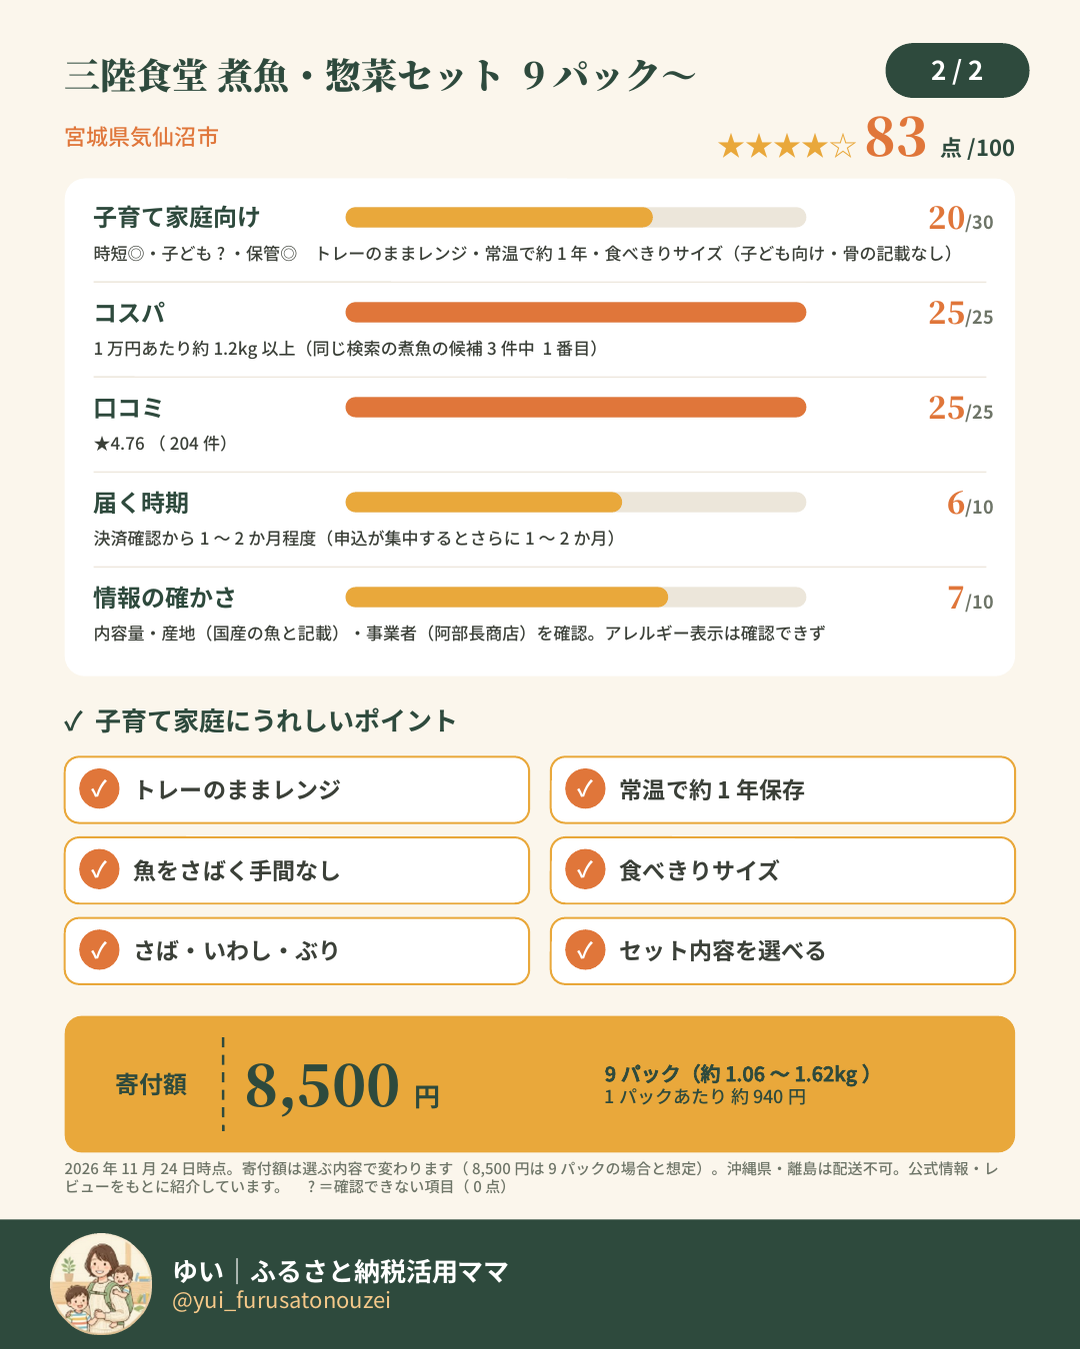 三陸食堂 煮魚・惣菜セット 9パック〜
2 / 2
宮城県気仙沼市
★★★★☆ 83 点 /100
子育て家庭向け 20/30
時短◎・子ども?・保管◎ トレーのままレンジ・常温で約1年・食べきりサイズ（子ども向け・骨の記載なし）
コスパ 25/25
1万円あたり約1.2kg以上（同じ検索の煮魚の候補3件中 1番目）
口コミ 25/25
★4.76 （204件）
届く時期 6/10
決済確認から1〜2か月程度（申込が集中するとさらに1〜2か月）
情報の確かさ 7/10
内容量・産地（国産の魚と記載）・事業者（阿部長商店）を確認。アレルギー表示は確認できず
✓ 子育て家庭にうれしいポイント
✓ トレーのままレンジ
✓ 常温で約1年保存
✓ 魚をさばく手間なし
✓ 食べきりサイズ
✓ さば・いわし・ぶり
✓ セット内容を選べる
寄付額 8,500 円
9パック（約1.06〜1.62kg）
1パックあたり 約940円
2026年11月24日時点。寄付額は選ぶ内容で変わります（8,500円は9パックの場合と想定）。沖縄県・離島は配送不可。公式情報・レ
ビューをもとに紹介しています。 ?＝確認できない項目（0点）
ゆい｜ふるさと納税活用ママ
@yui_furusatonouzei